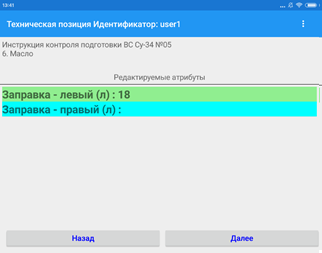 13:41
Техническая позиция Идентификатор: user1
Инструкция контроля подготовки ВС Су-34 №05
6. Масло
Редактируемые атрибуты
Заправка - левый (л) : 18
Заправка - правый (л) :
Назад Далее